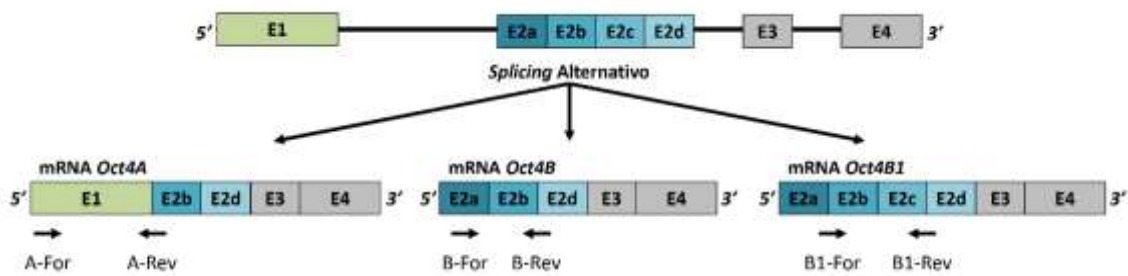 5' E1 E2a E2b E2c E2d E3 E4 3'
Splicing Alternativo
mRNA Oct4A
5' E1 E2b E2d E3 E4 3'
A-For A-Rev
mRNA Oct4B
5' E2a E2b E2d E3 E4 3'
B-For B-Rev
mRNA Oct4B1
5' E2a E2b E2c E2d E3 E4 3'
B1-For B1-Rev